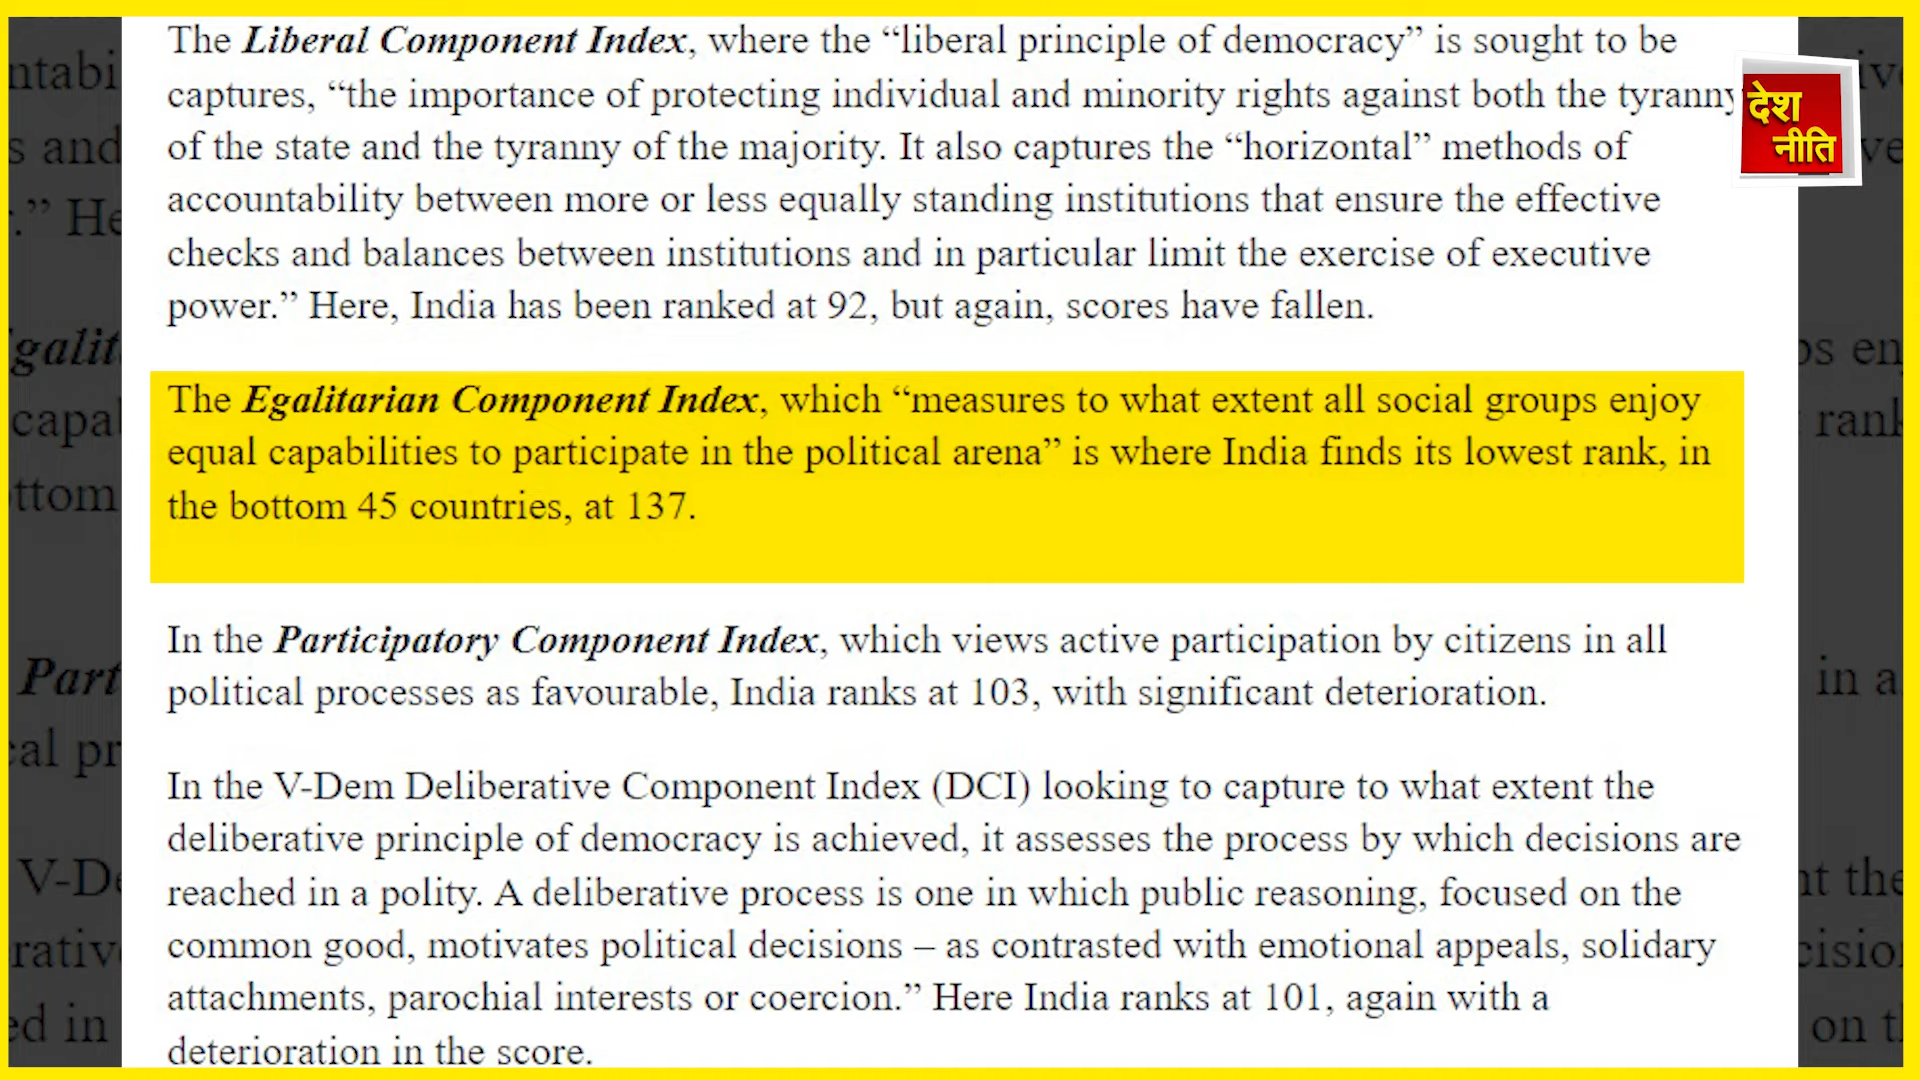 The Liberal Component Index, where the “liberal principle of democracy” is sought to be
captures, “the importance of protecting individual and minority rights against both the tyranny
of the state and the tyranny of the majority. It also captures the “horizontal” methods of
accountability between more or less equally standing institutions that ensure the effective
checks and balances between institutions and in particular limit the exercise of executive
power.” Here, India has been ranked at 92, but again, scores have fallen.
The Egalitarian Component Index, which “measures to what extent all social groups enjoy
equal capabilities to participate in the political arena” is where India finds its lowest rank, in
the bottom 45 countries, at 137.
In the Participatory Component Index, which views active participation by citizens in all
political processes as favourable, India ranks at 103, with significant deterioration.
In the V-Dem Deliberative Component Index (DCI) looking to capture to what extent the
deliberative principle of democracy is achieved, it assesses the process by which decisions are
reached in a polity. A deliberative process is one in which public reasoning, focused on the
common good, motivates political decisions – as contrasted with emotional appeals, solidary
attachments, parochial interests or coercion.” Here India ranks at 101, again with a
deterioration in the score.
देश
नीति